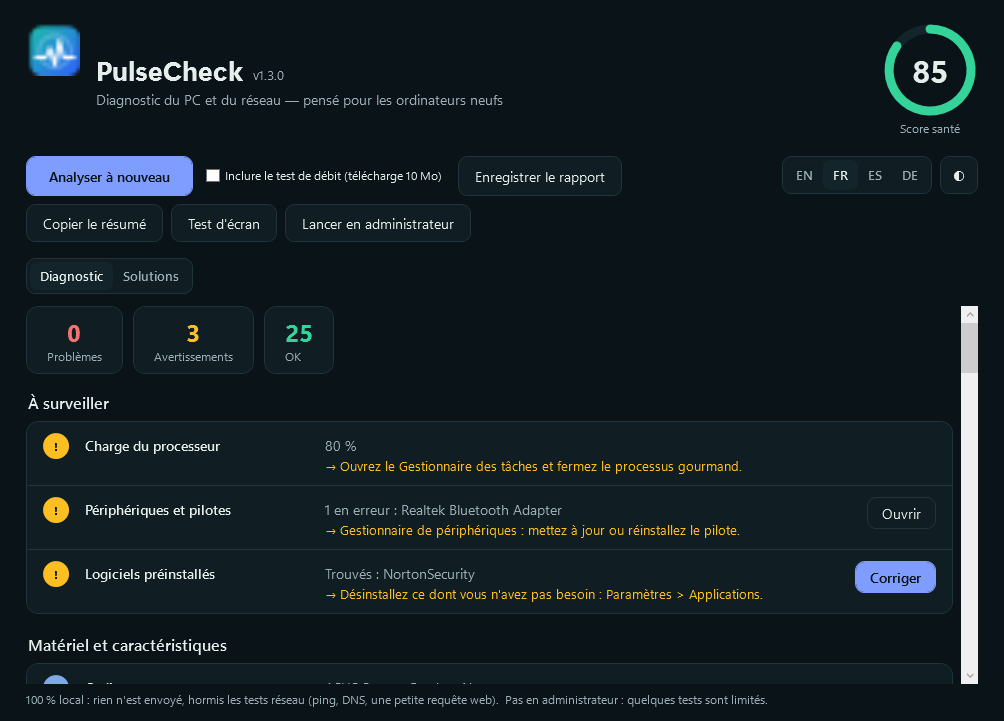 PulseCheck v1.3.0
Diagnostic du PC et du réseau — pensé pour les ordinateurs neufs
85
Score santé
Analyser à nouveau
Inclure le test de débit (télécharge 10 Mo)
Enregistrer le rapport
EN FR ES DE
Copier le résumé
Test d'écran
Lancer en administrateur
Diagnostic Solutions
0
Problèmes
3
Avertissements
25
OK
À surveiller
! Charge du processeur
80 %
→ Ouvrez le Gestionnaire des tâches et fermez le processus gourmand.
! Périphériques et pilotes
1 en erreur : Realtek Bluetooth Adapter
→ Gestionnaire de périphériques : mettez à jour ou réinstallez le pilote.
Ouvrir
! Logiciels préinstallés
Trouvés : NortonSecurity
→ Désinstallez ce dont vous n'avez pas besoin : Paramètres > Applications.
Corriger
Matériel et caractéristiques
100 % local : rien n'est envoyé, hormis les tests réseau (ping, DNS, une petite requête web). Pas en administrateur : quelques tests sont limités.